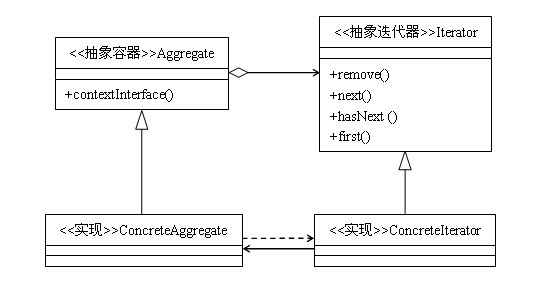 <<抽象容器>>Aggregate
+contextInterface()
<<抽象迭代器>>Iterator
+remove()
+next()
+hasNext ()
+first()
<<实现>>ConcreteAggregate
<<实现>>ConcreteIterator